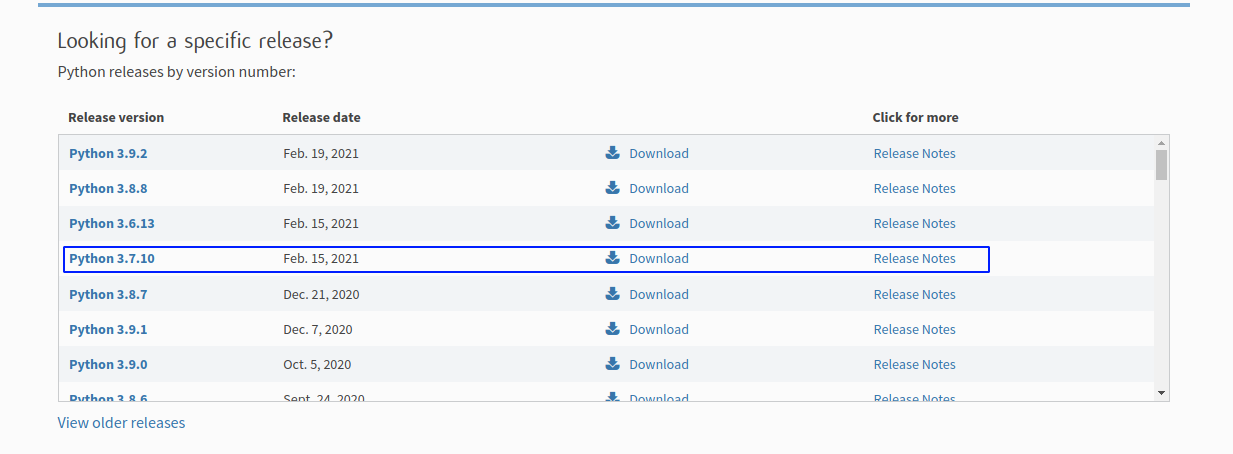 Looking for a specific release?
Python releases by version number:
Release version Release date Click for more
Python 3.9.2 Feb. 19, 2021 Download Release Notes
Python 3.8.8 Feb. 19, 2021 Download Release Notes
Python 3.6.13 Feb. 15, 2021 Download Release Notes
Python 3.7.10 Feb. 15, 2021 Download Release Notes
Python 3.8.7 Dec. 21, 2020 Download Release Notes
Python 3.9.1 Dec. 7, 2020 Download Release Notes
Python 3.9.0 Oct. 5, 2020 Download Release Notes
Python 3.8.6 Sept. 24, 2020 Download Release Notes
View older releases